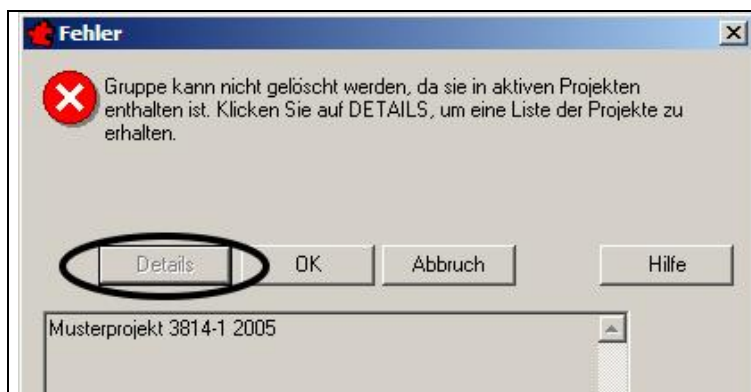 Fehler
Gruppe kann nicht gelöscht werden, da sie in aktiven Projekten
enthalten ist. Klicken Sie auf DETAILS, um eine Liste der Projekte zu
erhalten.
Details OK Abbruch Hilfe
Musterprojekt 3814-1 2005